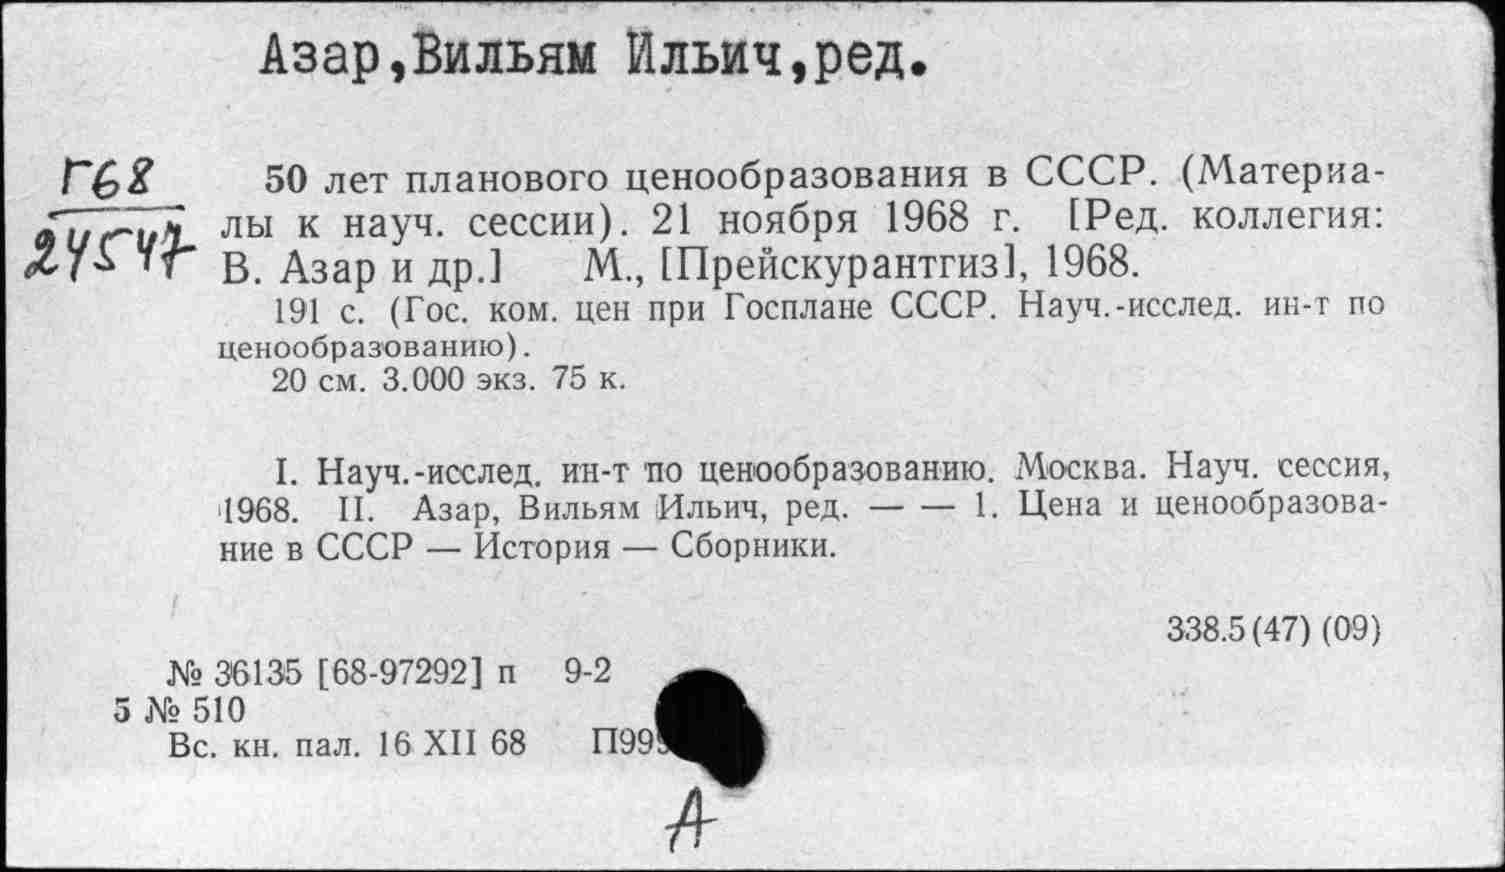 Азар,Вильям Ильич,ред.
Г68
24547
50 лет планового ценообразования в СССР. (Материа-
лы к науч. сессии). 21 ноября 1968 г. [Ред. коллегия:
В. Азар и др.] М., [Прейскурантгиз], 1968.
191 с. (Гос. ком. цен при Госплане СССР. Науч.-исслед. ин-т по
ценообразованию).
20 см. 3.000 экз. 75 к.
I. Науч.-исслед. ин-т по ценообразованию. Москва. Науч. сессия,
1968. II. Азар, Вильям Ильич, ред. — — 1. Цена и ценообразова-
ние в СССР — История — Сборники.
338.5(47) (09)
№ 36135 [68-97292] п 9-2
5 № 510
Вс. кн. пал. 16 XII 68
А